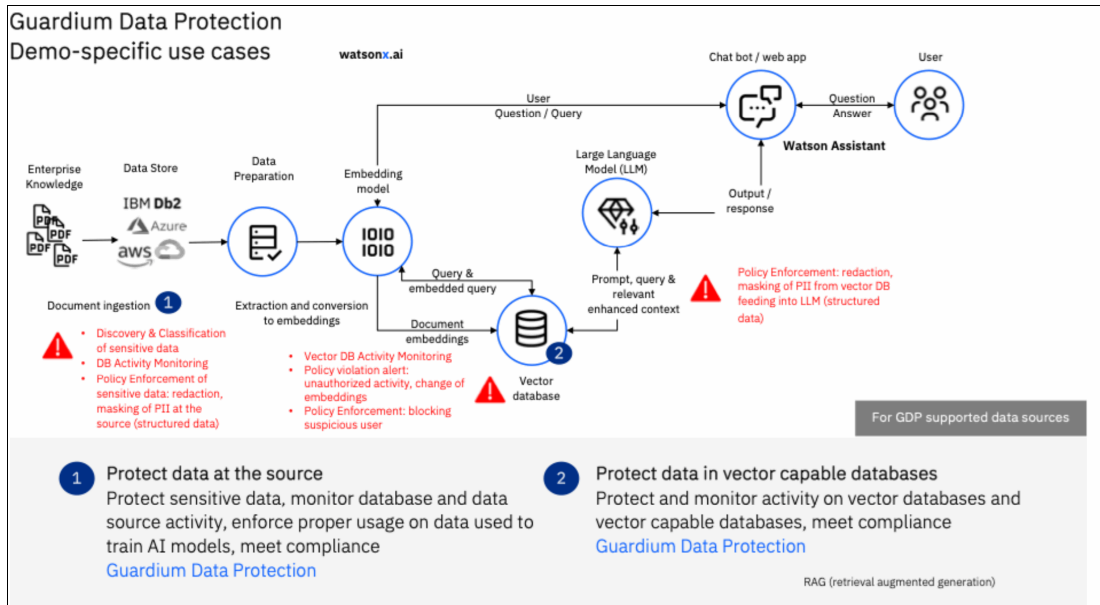 Guardium Data Protection
Demo-specific use cases
watsonx.ai
Chat bot / web app
User
User
Question / Query
Question
Answer
Watson Assistant
Large Language
Model (LLM)
Output /
response
Enterprise
Knowledge
Data Store
Data
Preparation
Embedding
model
IBM Db2
Azure
aws
PDF
PDF
PDF
PDF
IOIO
IOIO
Query &
embedded query
Prompt, query &
relevant
enhanced context
Policy Enforcement: redaction,
masking of PII from vector DB
feeding into LLM (structured
data)
Document ingestion 1
Extraction and conversion
to embeddings
Document
embeddings
2
Vector
database
• Discovery & Classification
of sensitive data
• DB Activity Monitoring
• Policy Enforcement of
sensitive data: redaction,
masking of PII at the
source (structured data)
• Vector DB Activity Monitoring
• Policy violation alert:
unauthorized activity, change of
embeddings
• Policy Enforcement: blocking
suspicious user
For GDP supported data sources
1 Protect data at the source
Protect sensitive data, monitor database and data
source activity, enforce proper usage on data used to
train AI models, meet compliance
Guardium Data Protection
2 Protect data in vector capable databases
Protect and monitor activity on vector databases and
vector capable databases, meet compliance
Guardium Data Protection
RAG (retrieval augmented generation)